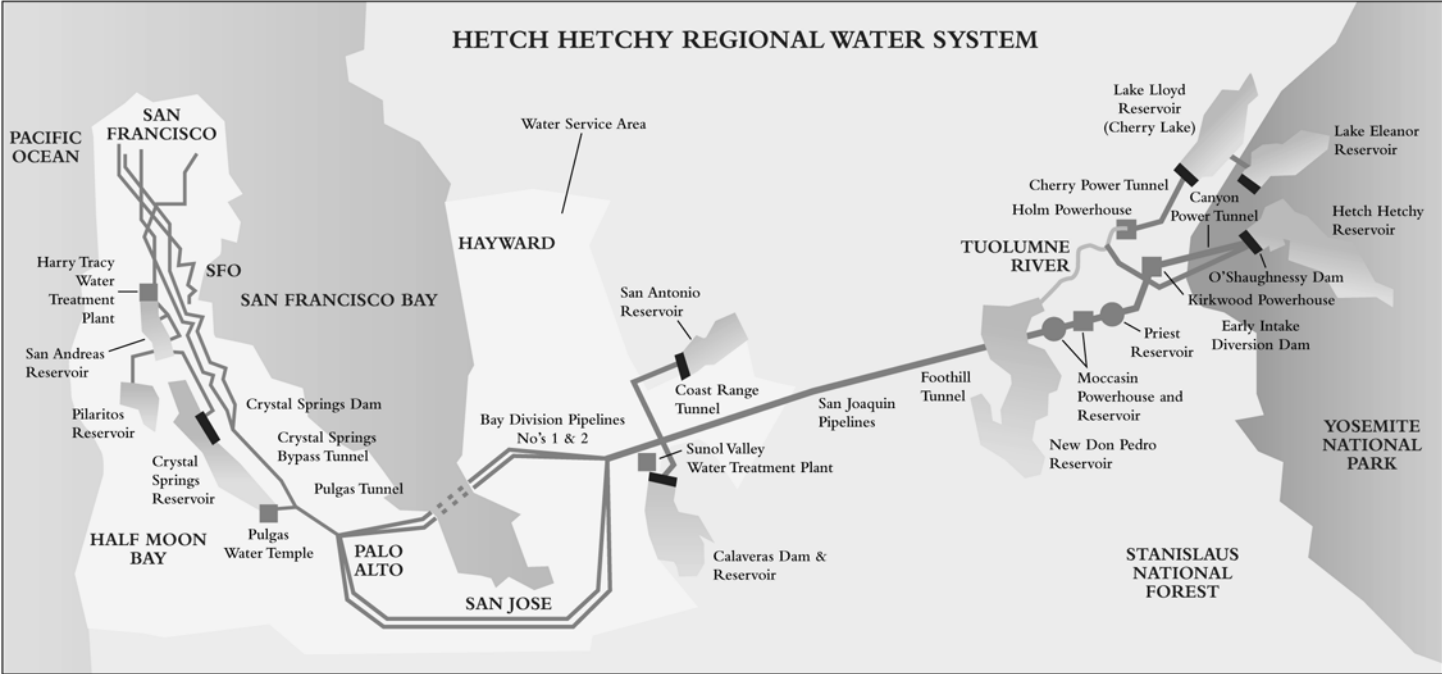 HETCH HETCHY REGIONAL WATER SYSTEM
PACIFIC
OCEAN
SAN
FRANCISCO
Harry Tracy
Water
Treatment
Plant
San Andreas
Reservoir
Pilaritos
Reservoir
SFO
SAN FRANCISCO BAY
Crystal Springs Dam
Crystal Springs
Bypass Tunnel
Pulgas Tunnel
Crystal
Springs
Reservoir
HALF MOON
BAY
Pulgas
Water Temple
PALO
ALTO
SAN JOSE
Water Service Area
HAYWARD
Bay Division Pipelines
No's 1 & 2
San Antonio
Reservoir
Coast Range
Tunnel
Sunol Valley
Water Treatment Plant
Calaveras Dam &
Reservoir
San Joaquin
Pipelines
Foothill
Tunnel
TUOLUMNE
RIVER
Lake Lloyd
Reservoir
(Cherry Lake)
Cherry Power Tunnel
Holm Powerhouse
Canyon
Power Tunnel
Lake Eleanor
Reservoir
Hetch Hetchy
Reservoir
O'Shaughnessy Dam
Kirkwood Powerhouse
Early Intake
Diversion Dam
Priest
Reservoir
Moccasin
Powerhouse and
Reservoir
New Don Pedro
Reservoir
YOSEMITE
NATIONAL
PARK
STANISLAUS
NATIONAL
FOREST